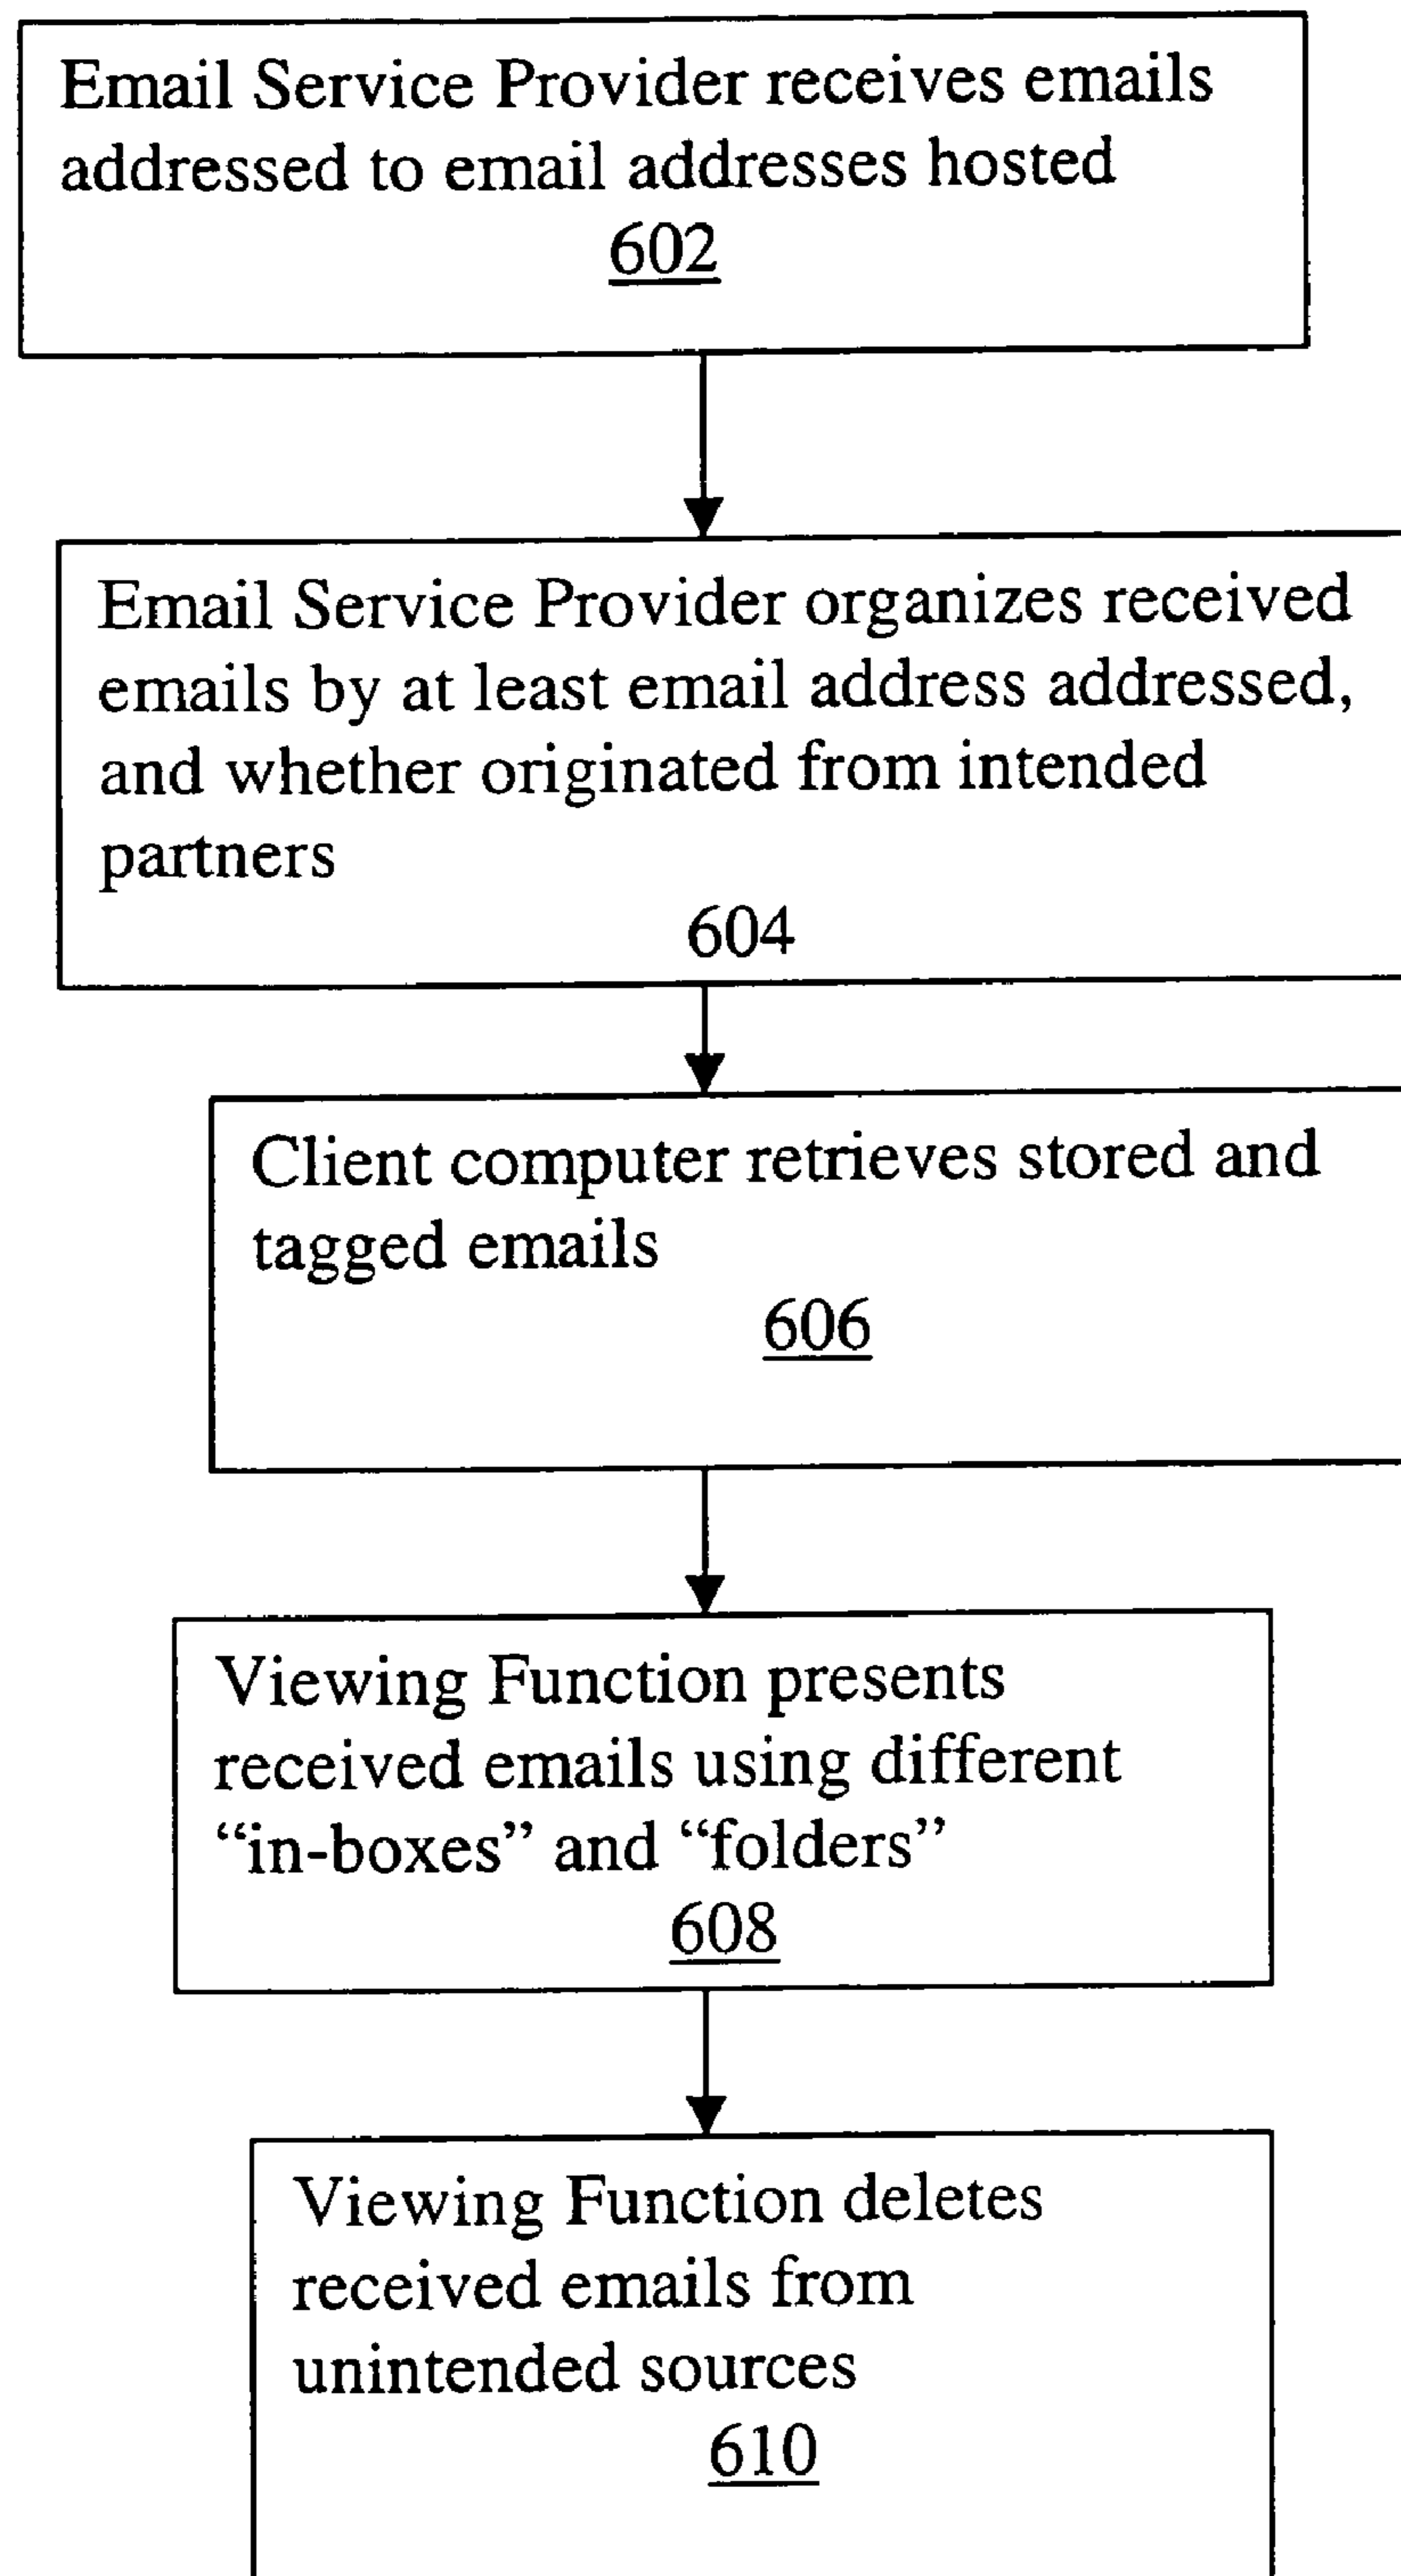 Email Service Provider receives emails
addressed to email addresses hosted
602
Email Service Provider organizes received
emails by at least email address addressed,
and whether originated from intended
partners
604
Client computer retrieves stored and
tagged emails
606
Viewing Function presents
received emails using different
“in-boxes” and “folders”
608
Viewing Function deletes
received emails from
unintended sources
610